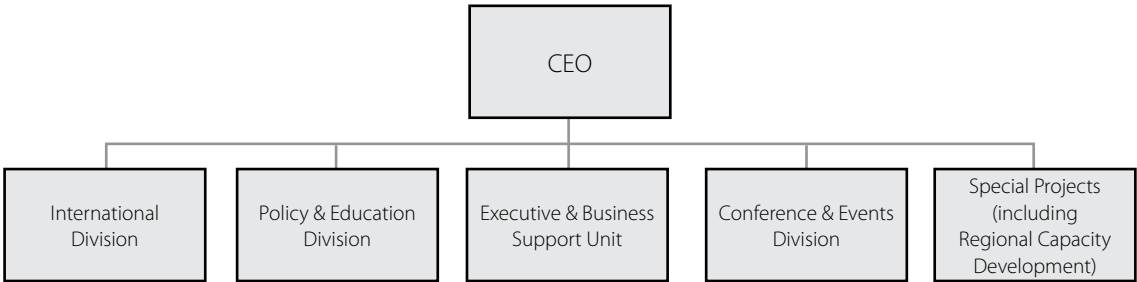 CEO
International
Division
Policy & Education
Division
Executive & Business
Support Unit
Conference & Events
Division
Special Projects
(including
Regional Capacity
Development)